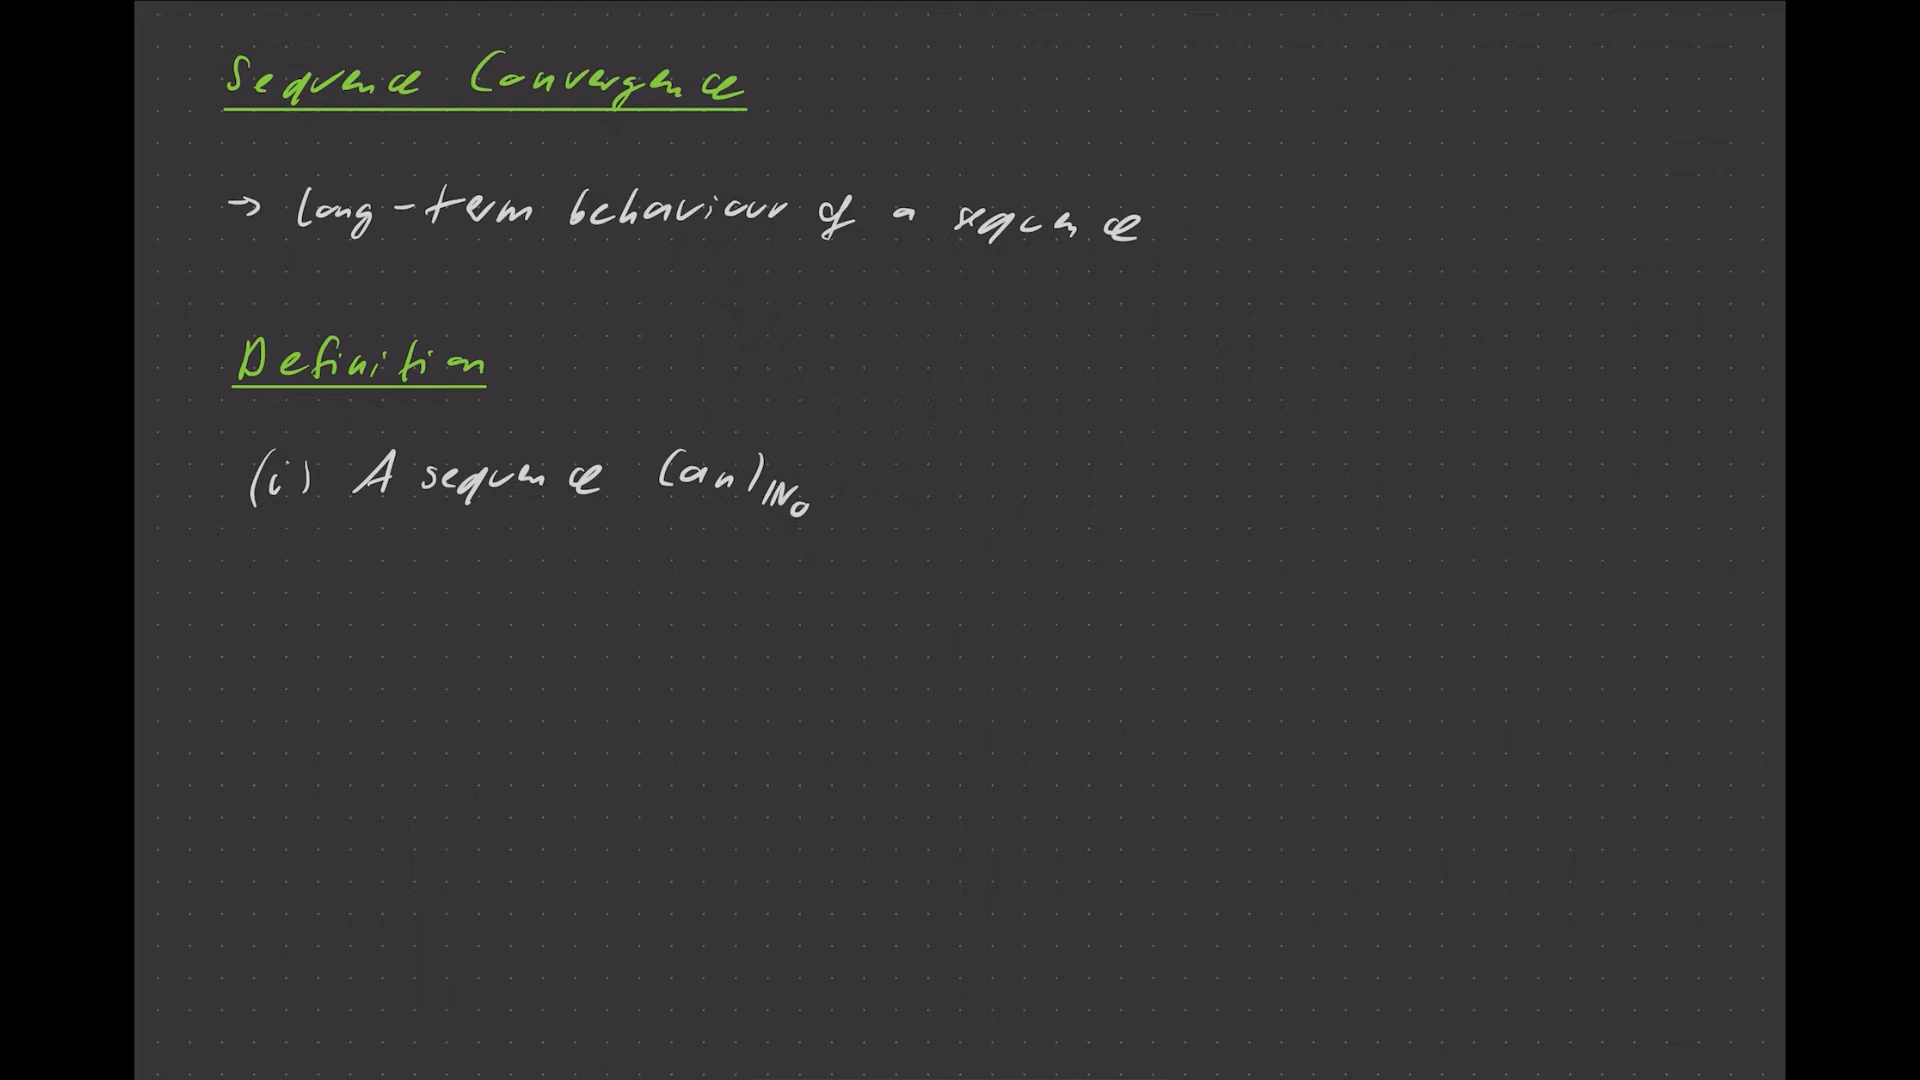 Sequence Convergence
→ long-term behaviour of a sequence
Definition
(i) A sequence (an)ℕ₀